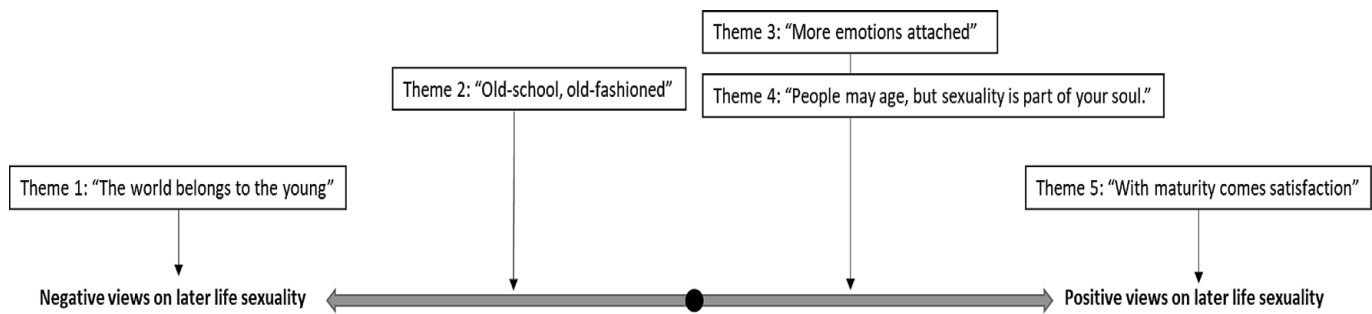 Theme 3: “More emotions attached”
Theme 2: “Old-school, old-fashioned”
Theme 4: “People may age, but sexuality is part of your soul.”
Theme 1: “The world belongs to the young”
Theme 5: “With maturity comes satisfaction”
Negative views on later life sexuality
Positive views on later life sexuality